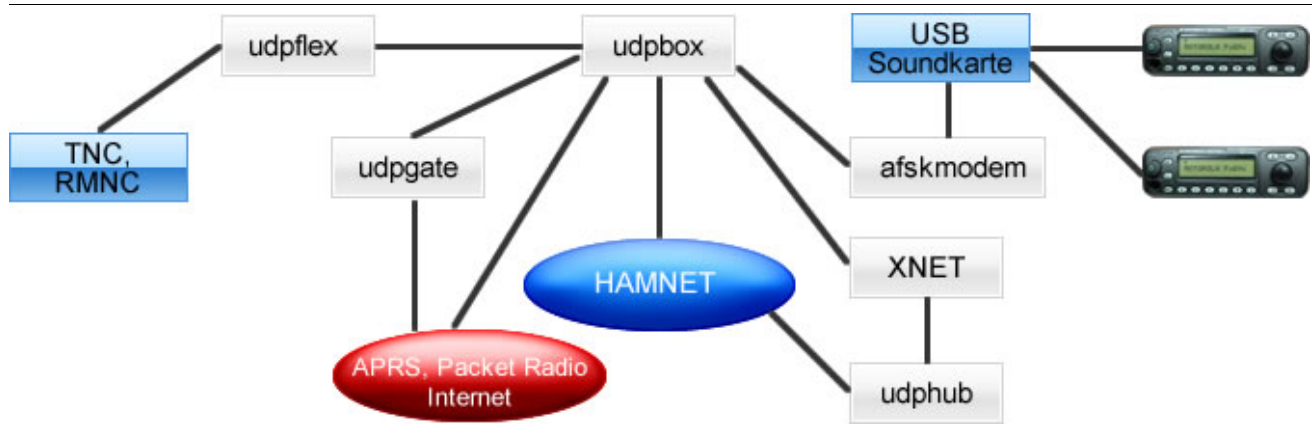 udpflex
udpbox
USB
Soundkarte
TNC,
RMNC
udpgate
afskmodem
HAMNET
XNET
APRS, Packet Radio
Internet
udphub